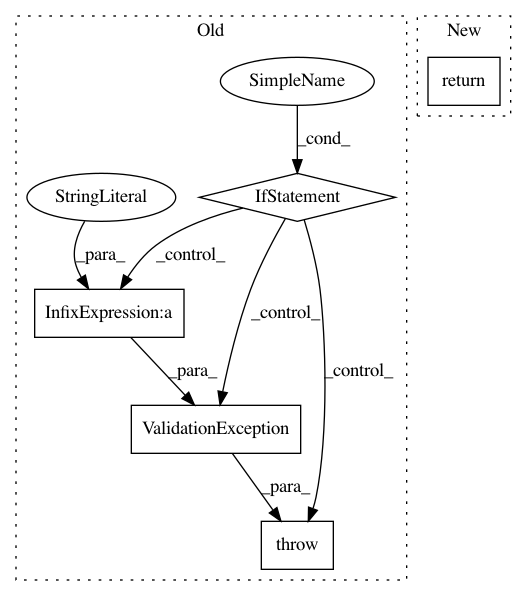 Old
New
SimpleName
return
_cond_
StringLiteral
IfStatement
_para_
_control_
InfixExpression:a
_control_
_control_
_para_
ValidationException
_para_
throw